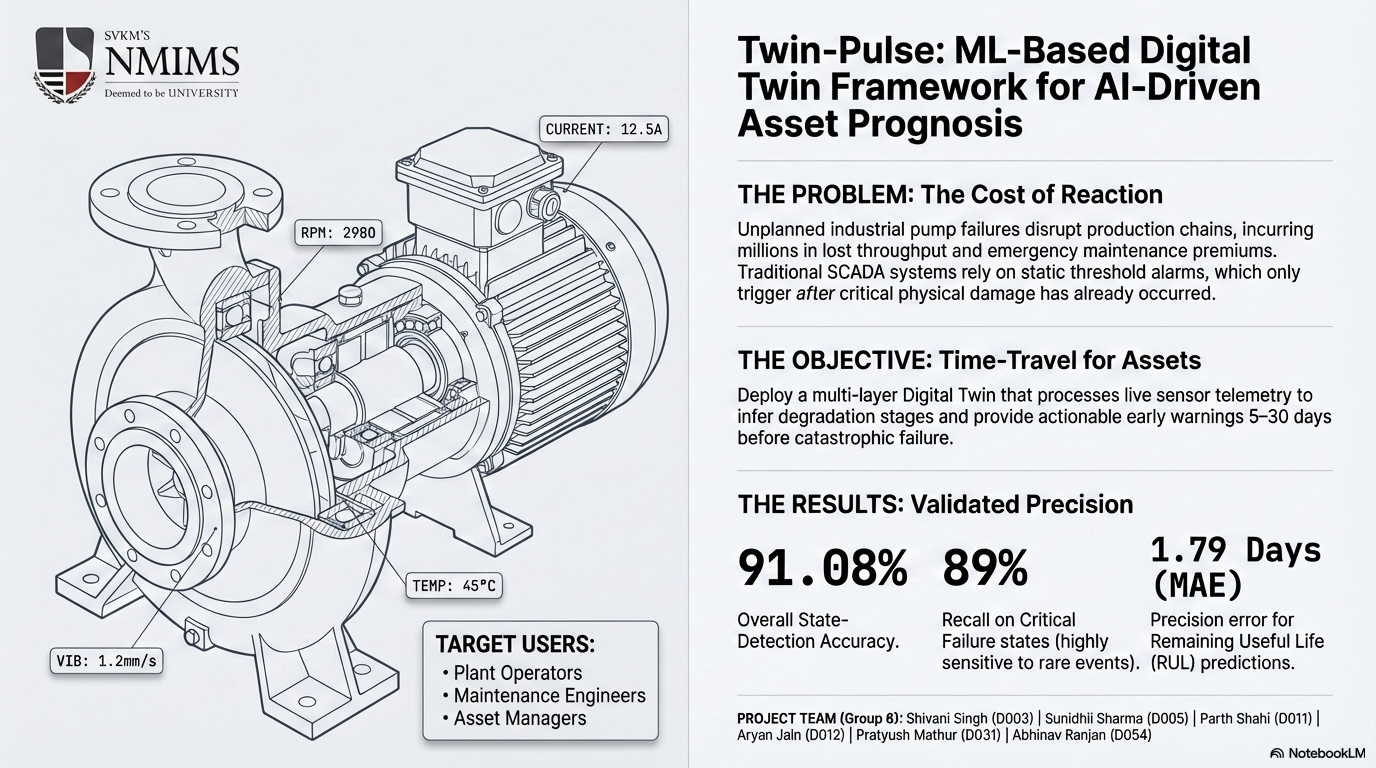 SVKM'S
NMIMS
Deemed to be UNIVERSITY
CURRENT: 12.5A
RPM: 2980
TEMP: 45°C
VIB: 1.2mm/s
TARGET USERS:
• Plant Operators
• Maintenance Engineers
• Asset Managers
Twin-Pulse: ML-Based Digital
Twin Framework for AI-Driven
Asset Prognosis
THE PROBLEM: The Cost of Reaction
Unplanned industrial pump failures disrupt production chains, incurring
millions in lost throughput and emergency maintenance premiums.
Traditional SCADA systems rely on static threshold alarms, which only
trigger after critical physical damage has already occurred.
THE OBJECTIVE: Time-Travel for Assets
Deploy a multi-layer Digital Twin that processes live sensor telemetry to
infer degradation stages and provide actionable early warnings 5–30 days
before catastrophic failure.
THE RESULTS: Validated Precision
91.08%
Overall State-
Detection Accuracy.
89%
Recall on Critical
Failure states (highly
sensitive to rare events).
1.79 Days
(MAE)
Precision error for
Remaining Useful Life
(RUL) predictions.
PROJECT TEAM (Group 6): Shivani Singh (D003) | Sunidhii Sharma (D005) | Parth Shahi (D011) |
Aryan Jain (D012) | Pratyush Mathur (D031) | Abhinav Ranjan (D054)
NotebookLM